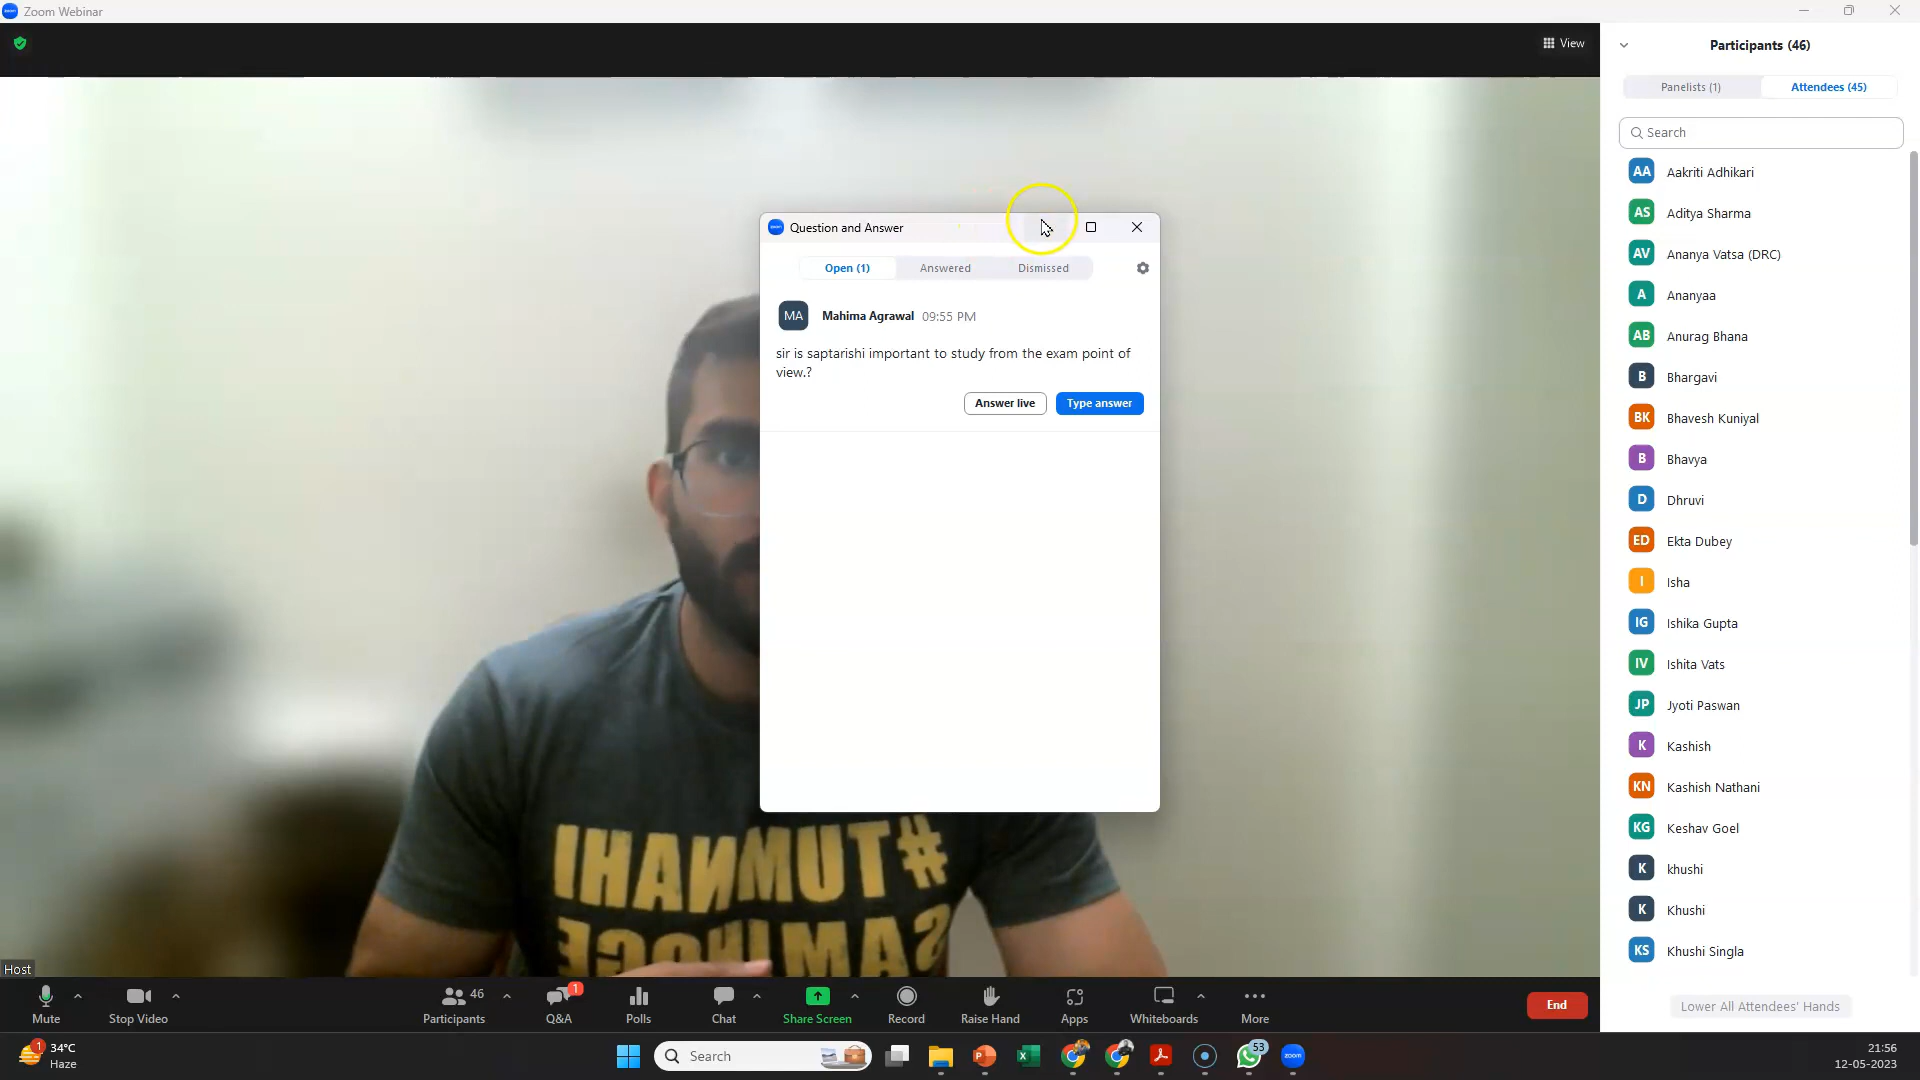 Zoom Webinar
View
Participants (46)
Panelists (1)
Attendees (45)
Search
AA Aakriti Adhikari
AS Aditya Sharma
AV Ananya Vatsa (DRC)
A Ananyaa
AB Anurag Bhana
B Bhargavi
BK Bhavesh Kuniyal
B Bhavya
D Dhruvi
ED Ekta Dubey
I Isha
IG Ishika Gupta
IV Ishita Vats
JP Jyoti Paswan
K Kashish
KN Kashish Nathani
KG Keshav Goel
K khushi
K Khushi
KS Khushi Singla
Lower All Attendees' Hands
zoom Question and Answer
Open (1) Answered Dismissed
MA Mahima Agrawal 09:55 PM
sir is saptarishi important to study from the exam point of
view.?
Answer live Type answer
#TUMNAHI
Host
Mute
Stop Video
46
Participants
1
Q&A
Polls
Chat
Share Screen
Record
Raise Hand
Apps
Whiteboards
More
End
1
34°C
Haze
Search
53
zoom
21:56
12-05-2023